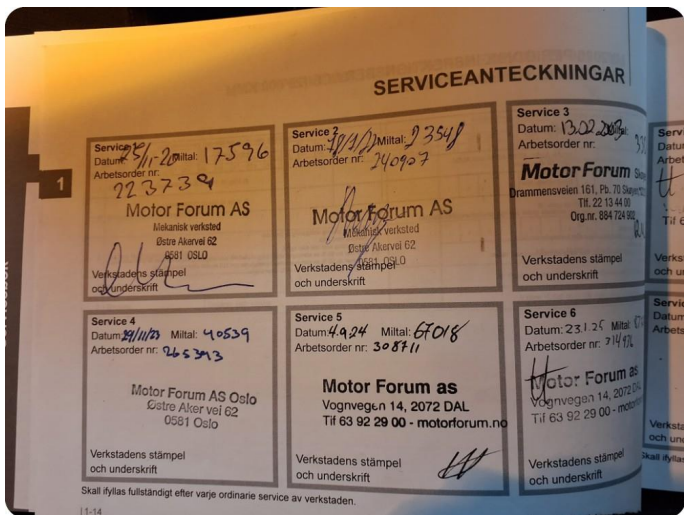 SERVICEANTECKNINGAR
1
Service 1
Datum: 25/11-20 Miltal: 17596
Arbetsorder nr:
223739
Motor Forum AS
Mekanisk verksted
Østre Akervei 62
0581 OSLO
Verkstadens stämpel
och underskrift
Service 2
Datum: Miltal: 23548
Arbetsorder nr: 240907
Motor Forum AS
Mekanisk verksted
Østre Akervei 62
0581 OSLO
Verkstadens stämpel
och underskrift
Service 3
Datum: 13.02.
Arbetsorder nr:
Motor Forum
Drammensveien 161, Pb. 70
Tlf. 22 13 44 00
Org.nr. 884 724 902
Verkstadens stämpel
och underskrift
Service 4
Datum: 29/11/23 Miltal: 40539
Arbetsorder nr: 265393
Motor Forum AS Oslo
Østre Aker vei 62
0581 Oslo
Verkstadens stämpel
och underskrift
Service 5
Datum: 4.9.24 Miltal: 67018
Arbetsorder nr: 308711
Motor Forum as
Vognvegen 14, 2072 DAL
Tlf 63 92 29 00 - motorforum.no
Verkstadens stämpel
och underskrift
Service 6
Datum: 23.1.25 Miltal:
Arbetsorder nr:
Motor Forum as
Vognvegen 14, 2072 DAL
Tlf 63 92 29 00 -
Verkstadens stämpel
och underskrift
Skall ifyllas fullständigt efter varje ordinarie service av verkstaden.
1-14